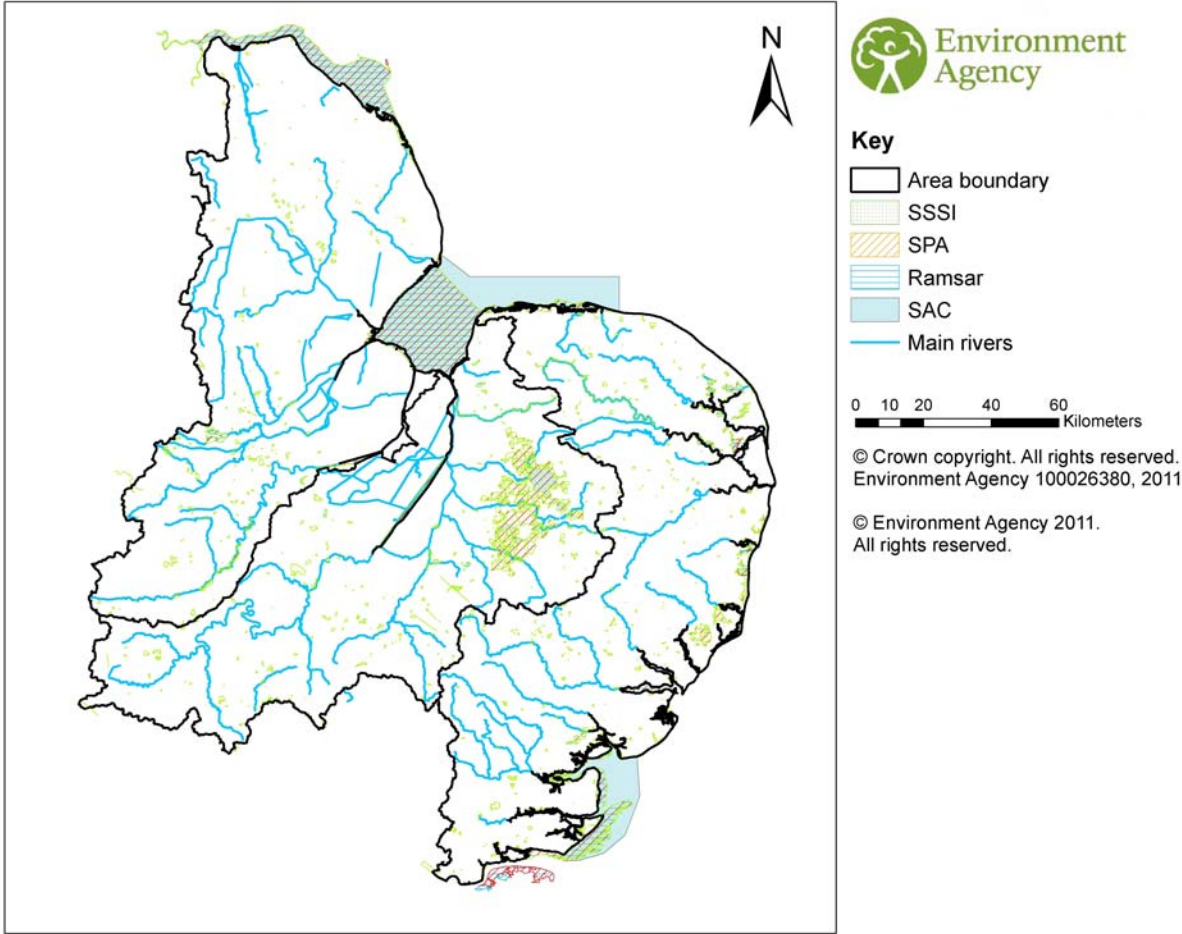 N
Environment
Agency
Key
Area boundary
SSSI
SPA
Ramsar
SAC
Main rivers
0 10 20 40 60
Kilometers
© Crown copyright. All rights reserved.
Environment Agency 100026380, 2011
© Environment Agency 2011.
All rights reserved.